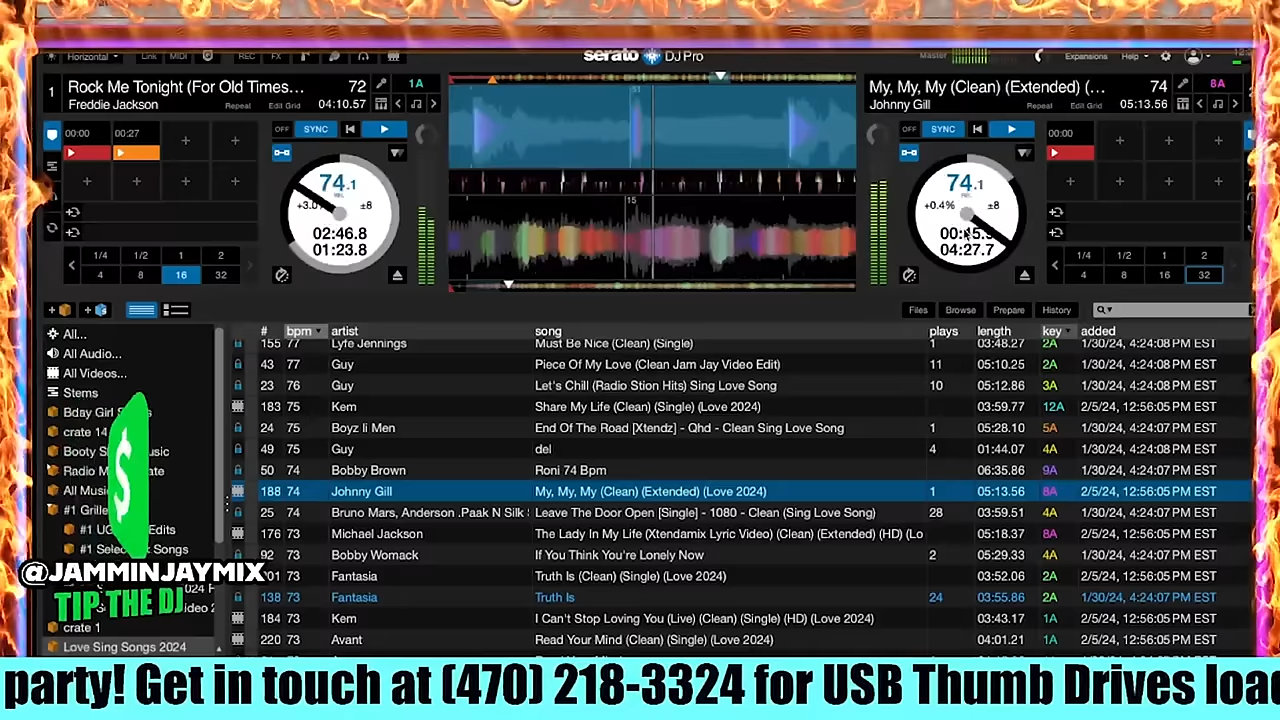 Horizontal Link MIDI REC FX serato DJ Pro Master Expansions Help
1 Rock Me Tonight (For Old Times... 72 1A
Freddie Jackson Repeat Edit Grid 04:10.57
My, My, My (Clean) (Extended) (... 74 8A
Johnny Gill Repeat Edit Grid 05:13.56
00:00 00:27 OFF SYNC
OFF SYNC 00:00
74.1 +3.0 ±8
02:46.8
01:23.8
74.1 +0.4% ±8
04:27.7
S1
15
1/4 1/2 1 2
4 8 16 32
1/4 1/2 1 2
4 8 16 32
Files Browse Prepare History
# bpm artist song plays length key added
155 77 Lyfe Jennings Must Be Nice (Clean) (Single) 1 03:48.27 2A 1/30/24, 4:24:08 PM EST
43 77 Guy Piece Of My Love (Clean Jam Jay Video Edit) 11 05:10.25 2A 1/30/24, 4:24:08 PM EST
23 76 Guy Let's Chill (Radio Stion Hits) Sing Love Song 10 05:12.86 3A 1/30/24, 4:24:08 PM EST
183 75 Kem Share My Life (Clean) (Single) (Love 2024) 03:59.77 12A 2/5/24, 12:56:05 PM EST
24 75 Boyz Ii Men End Of The Road [Xtendz] - Qhd - Clean Sing Love Song 1 05:28.10 5A 1/30/24, 4:24:07 PM EST
49 75 Guy del 4 01:44.07 4A 1/30/24, 4:24:08 PM EST
50 74 Bobby Brown Roni 74 Bpm 06:35.86 9A 1/30/24, 4:24:07 PM EST
188 74 Johnny Gill My, My, My (Clean) (Extended) (Love 2024) 1 05:13.56 8A 2/5/24, 12:56:05 PM EST
25 74 Bruno Mars, Anderson .Paak N Silk Leave The Door Open [Single] - 1080 - Clean (Sing Love Song) 28 03:59.51 4A 1/30/24, 4:24:07 PM EST
176 73 Michael Jackson The Lady In My Life (Xtendamix Lyric Video) (Clean) (Extended) (HD) (Lo 05:18.37 8A 2/5/24, 12:56:05 PM EST
92 73 Bobby Womack If You Think You're Lonely Now 2 05:29.33 4A 1/30/24, 4:24:07 PM EST
73 Fantasia Truth Is (Clean) (Single) (Love 2024) 03:52.06 2A 2/5/24, 12:56:05 PM EST
138 73 Fantasia Truth Is 24 03:55.86 2A 1/30/24, 4:24:07 PM EST
184 73 Kem I Can't Stop Loving You (Live) (Clean) (Single) (HD) (Love 2024) 03:43.17 1A 2/5/24, 12:56:05 PM EST
220 73 Avant Read Your Mind (Clean) (Single) (Love 2024) 04:01.21 1A 2/5/24, 12:56:05 PM EST
All...
All Audio...
All Videos...
Stems
Bday Girl
crate 14
Booty
Radio
All
#1
#1 Edits
#1 Songs
crate 1
Love Sing Songs 2024
$
@JAMMINJAYMIX
TIP THE DJ
party! Get in touch at (470) 218-3324 for USB Thumb Drives